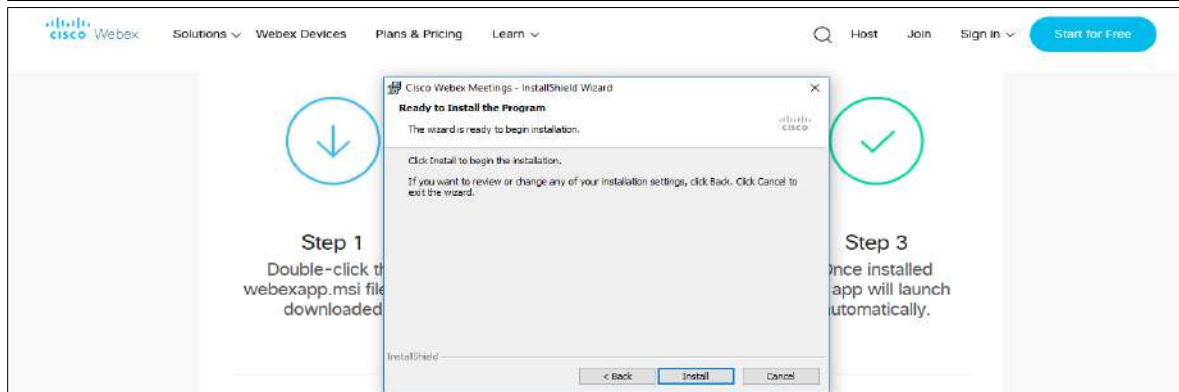 cisco Webex Solutions Webex Devices Plans & Pricing Learn Host Join Sign in Start for Free
Cisco Webex Meetings - InstallShield Wizard
Ready to Install the Program
The wizard is ready to begin installation.
cisco
Click Install to begin the installation.
If you want to review or change any of your installation settings, click Back. Click Cancel to
exit the wizard.
InstallShield
< Back Install Cancel
Step 1
Double-click
webexapp.msi
downloaded
Step 3
installed
app will launch
automatically.